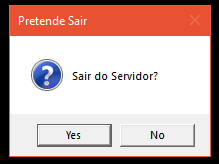 Pretende Sair
Sair do Servidor?
Yes
No